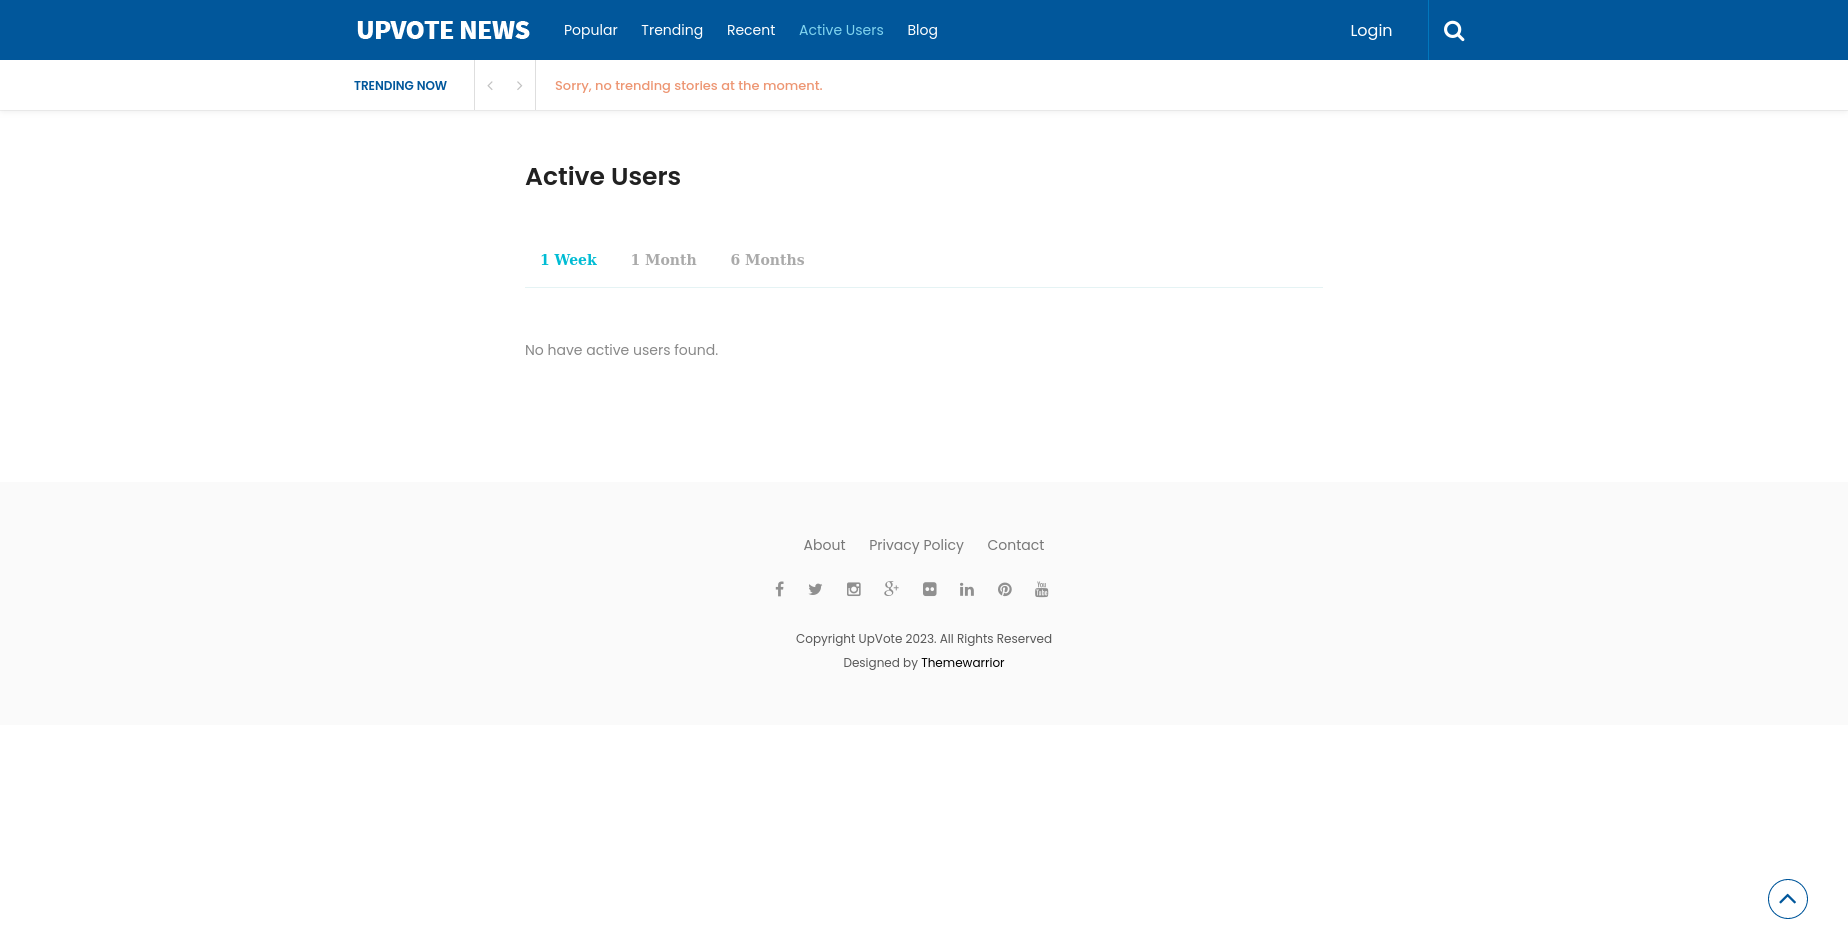 UPVOTE NEWS Popular Trending Recent Active Users Blog Login
TRENDING NOW Sorry, no trending stories at the moment.
Active Users
1 Week 1 Month 6 Months
No have active users found.
About Privacy Policy Contact
Copyright UpVote 2023. All Rights Reserved
Designed by Themewarrior